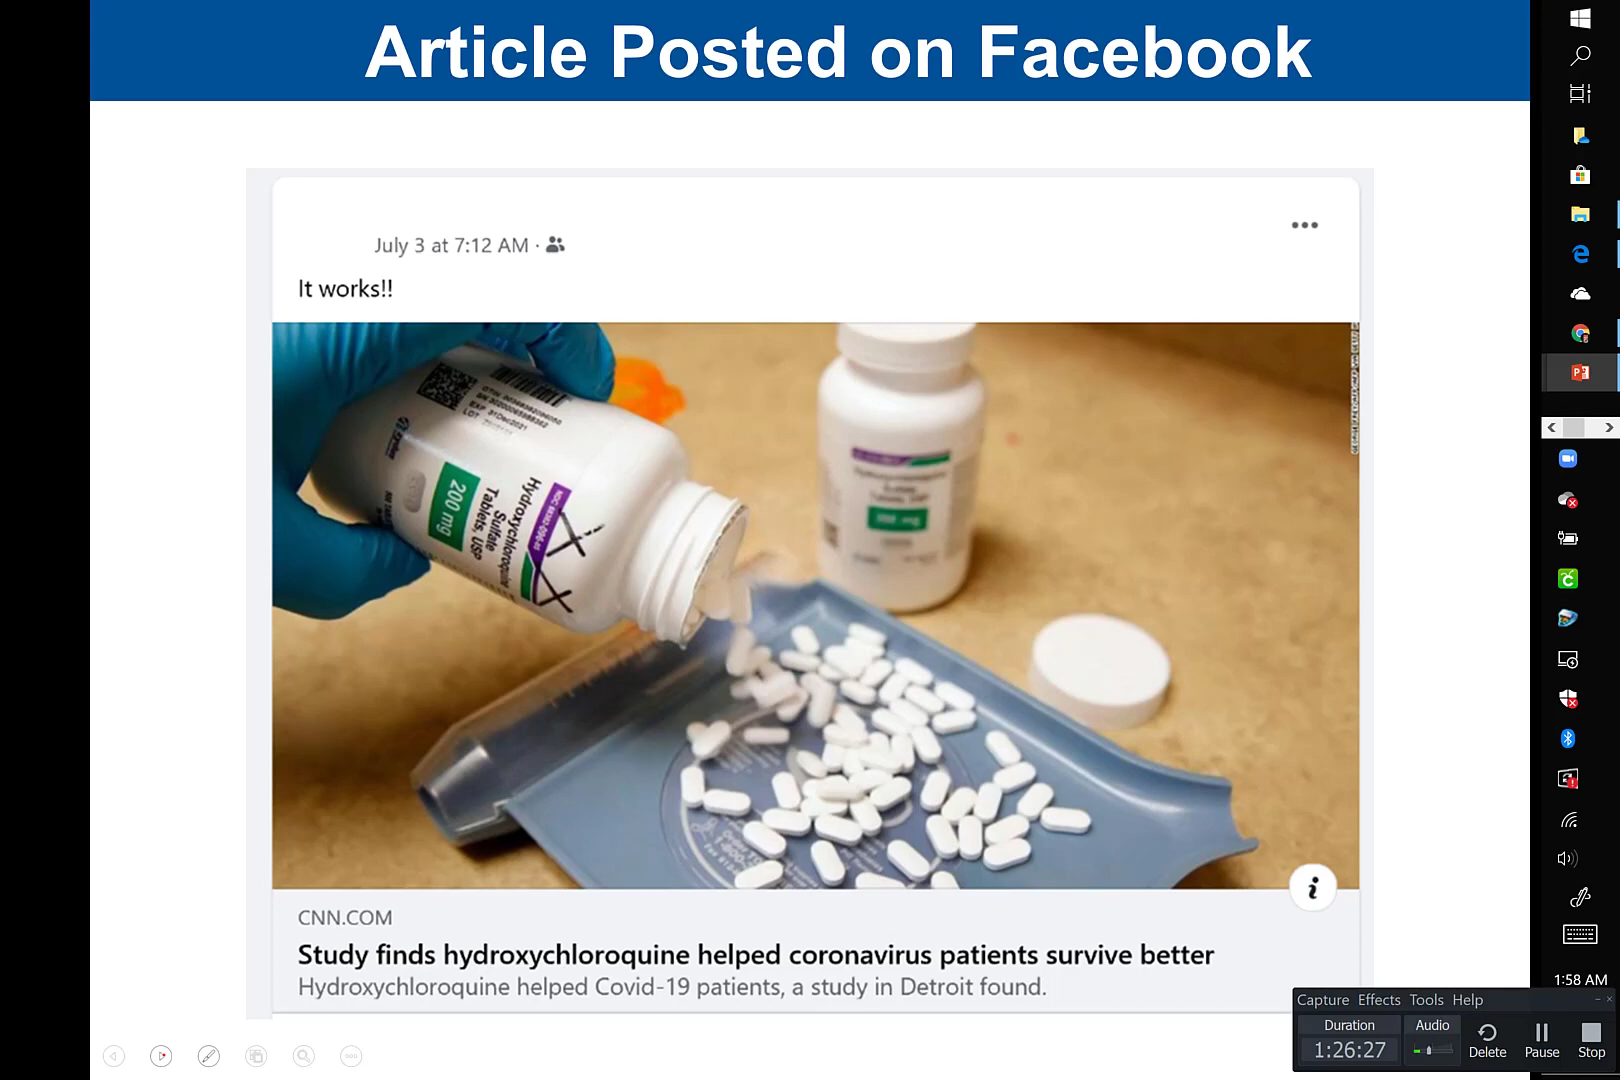 Article Posted on Facebook
July 3 at 7:12 AM ·
It works!!
Hydroxychloroquine
Sulfate
Tablets, USP
200 mg
CNN.COM
Study finds hydroxychloroquine helped coronavirus patients survive better
Hydroxychloroquine helped Covid-19 patients, a study in Detroit found.
1:58 AM
Capture Effects Tools Help
Duration Audio
1:26:27 Delete Pause Stop